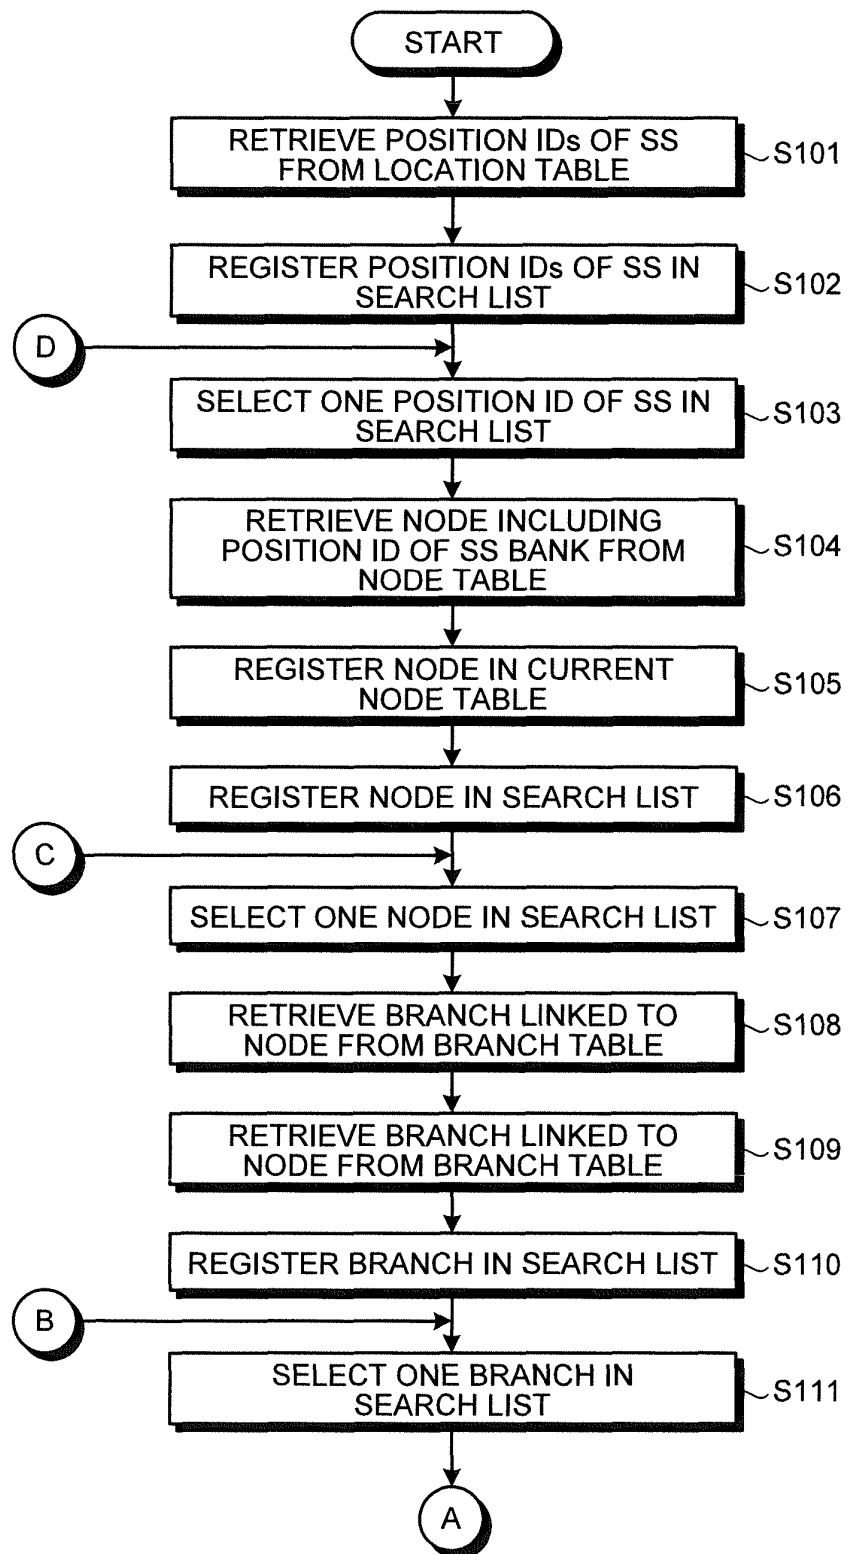 START
RETRIEVE POSITION IDs OF SS
FROM LOCATION TABLE
S101
REGISTER POSITION IDs OF SS IN
SEARCH LIST
S102
D
SELECT ONE POSITION ID OF SS IN
SEARCH LIST
S103
RETRIEVE NODE INCLUDING
POSITION ID OF SS BANK FROM
NODE TABLE
S104
REGISTER NODE IN CURRENT
NODE TABLE
S105
REGISTER NODE IN SEARCH LIST
S106
C
SELECT ONE NODE IN SEARCH LIST
S107
RETRIEVE BRANCH LINKED TO
NODE FROM BRANCH TABLE
S108
RETRIEVE BRANCH LINKED TO
NODE FROM BRANCH TABLE
S109
REGISTER BRANCH IN SEARCH LIST
S110
B
SELECT ONE BRANCH IN
SEARCH LIST
S111
A